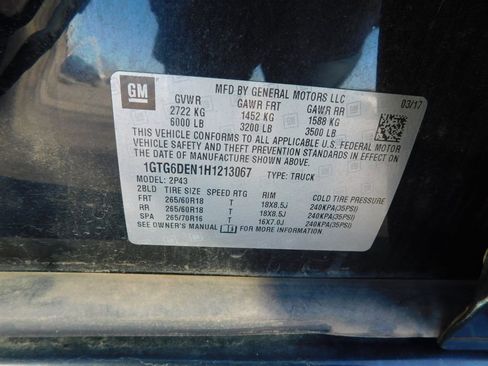 GM
MFD BY GENERAL MOTORS LLC
GVWR GAWR FRT GAWR RR 03/17
2722 KG 1452 KG 1588 KG
6000 LB 3200 LB 3500 LB
THIS VEHICLE CONFORMS TO ALL APPLICABLE U.S. FEDERAL MOTOR
VEHICLE SAFETY AND THEFT PREVENTION STANDARDS IN EFFECT
ON THE DATE OF MANUFACTURE SHOWN ABOVE.
1GTG6DEN1H1213067 TYPE: TRUCK
MODEL: 2P43
2BLD TIRE SIZE SPEED RTG RIM COLD TIRE PRESSURE
FRT 265/60R18 T 18X8.5J 240KPA(35PSI)
RR 265/60R18 T 18X8.5J 240KPA(35PSI)
SPA 265/70R16 T 16X7.0J 240KPA(35PSI)
SEE OWNER'S MANUAL FOR MORE INFORMATION.